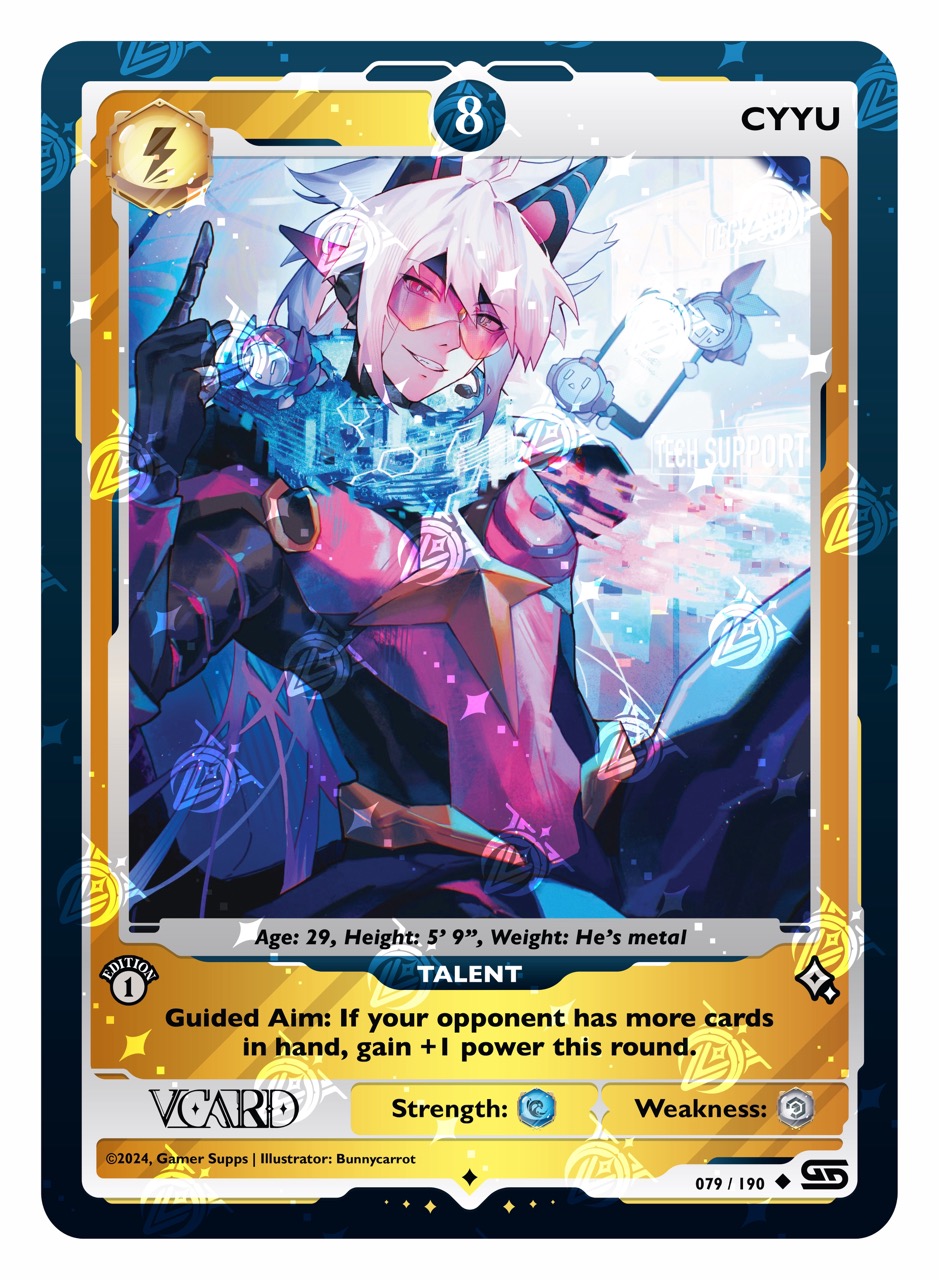 8
CYYU
TECH SUPPORT
Age: 29, Height: 5’ 9”, Weight: He’s metal
EDITION
1
TALENT
Guided Aim: If your opponent has more cards
in hand, gain +1 power this round.
VCARD
Strength:
Weakness:
©2024, Gamer Supps | Illustrator: Bunnycarrot
079 / 190